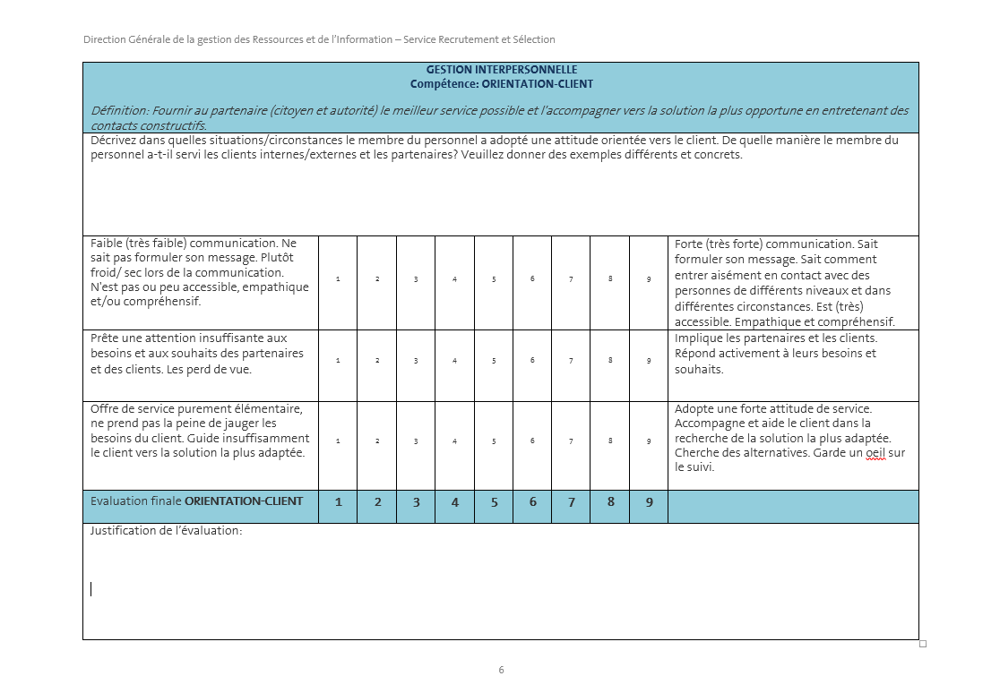 Direction Générale de la gestion des Ressources et de l'Information – Service Recrutement et Sélection
GESTION INTERPERSONNELLE
Compétence: ORIENTATION-CLIENT
Définition: Fournir au partenaire (citoyen et autorité) le meilleur service possible et l'accompagner vers la solution la plus opportune en entretenant des
contacts constructifs.
Décrivez dans quelles situations/circonstances le membre du personnel a adopté une attitude orientée vers le client. De quelle manière le membre du
personnel a-t-il servi les clients internes/externes et les partenaires? Veuillez donner des exemples différents et concrets.
Faible (très faible) communication. Ne
sait pas formuler son message. Plutôt
froid/ sec lors de la communication.
N'est pas ou peu accessible, empathique
et/ou compréhensif.
1 2 3 4 5 6 7 8 9
Forte (très forte) communication. Sait
formuler son message. Sait comment
entrer aisément en contact avec des
personnes de différents niveaux et dans
différentes circonstances. Est (très)
accessible. Empathique et compréhensif.
Prête une attention insuffisante aux
besoins et aux souhaits des partenaires
et des clients. Les perd de vue.
1 2 3 4 5 6 7 8 9
Implique les partenaires et les clients.
Répond activement à leurs besoins et
souhaits.
Offre de service purement élémentaire,
ne prend pas la peine de jauger les
besoins du client. Guide insuffisamment
le client vers la solution la plus adaptée.
1 2 3 4 5 6 7 8 9
Adopte une forte attitude de service.
Accompagne et aide le client dans la
recherche de la solution la plus adaptée.
Cherche des alternatives. Garde un oeil sur
le suivi.
Evaluation finale ORIENTATION-CLIENT 1 2 3 4 5 6 7 8 9
Justification de l'évaluation:
6